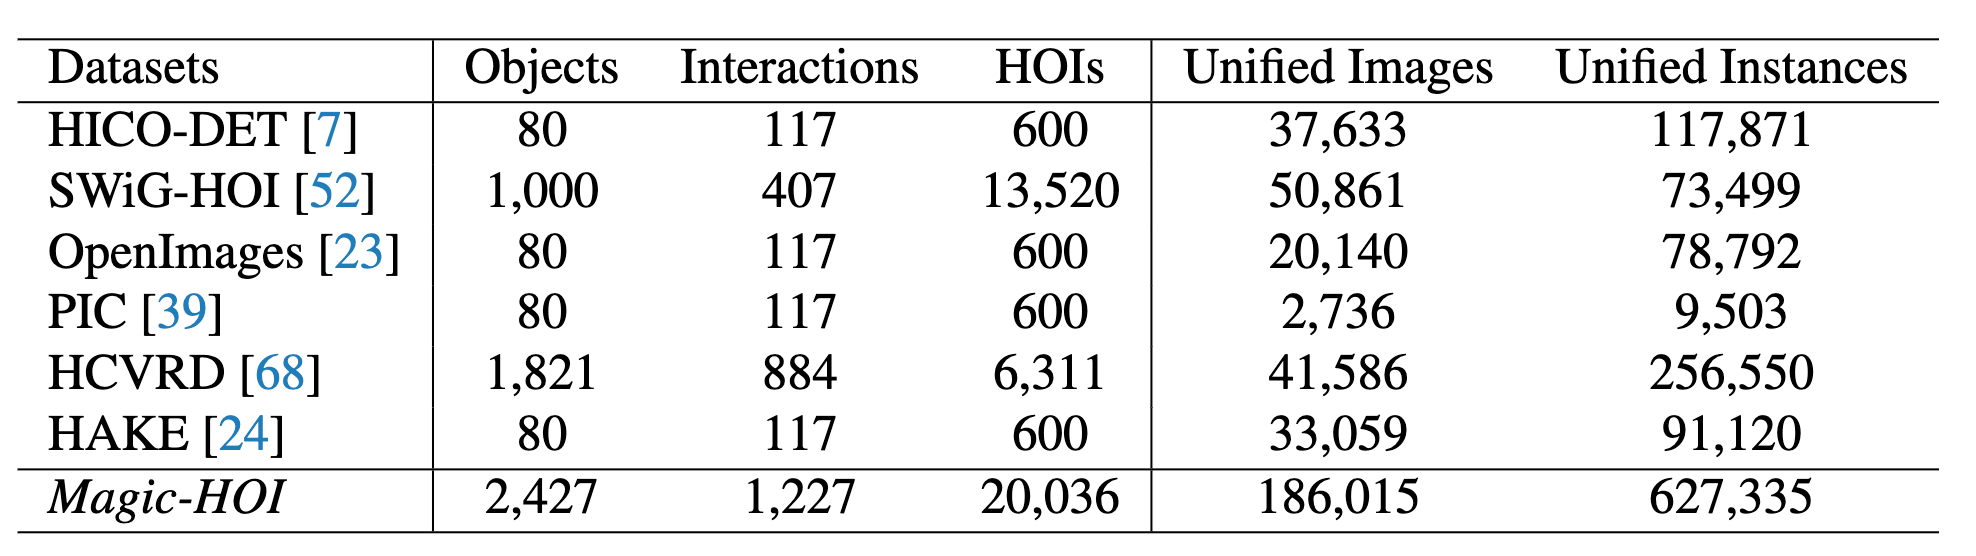 Datasets Objects Interactions HOIs Unified Images Unified Instances
HICO-DET [7] 80 117 600 37,633 117,871
SWiG-HOI [52] 1,000 407 13,520 50,861 73,499
OpenImages [23] 80 117 600 20,140 78,792
PIC [39] 80 117 600 2,736 9,503
HCVRD [68] 1,821 884 6,311 41,586 256,550
HAKE [24] 80 117 600 33,059 91,120
Magic-HOI 2,427 1,227 20,036 186,015 627,335